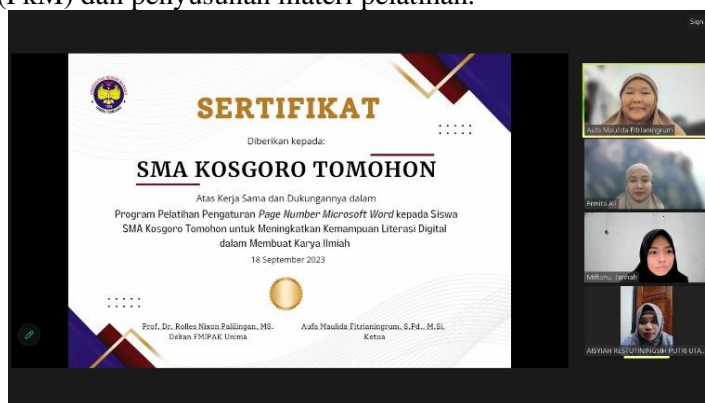 (PkM) dan penyusunan materi pelatihan.
Sign
SERTIFIKAT
Diberikan kepada:
SMA KOSGORO TOMOHON
Atas Kerja Sama dan Dukungannya dalam
Program Pelatihan Pengaturan Page Number Microsoft Word kepada Siswa
SMA Kosgoro Tomohon untuk Meningkatkan Kemampuan Literasi Digital
dalam Membuat Karya Ilmiah
18 September 2023
Prof. Dr. Rolles Nixon Palilingan, MS.
Dekan FMIPAK Unima
Aufa Maulida Fitrianingrum, S.Pd., M.Si.
Ketua
Aufa Maulida Fitrianingrum
Ermita Ali
Miftahu Jannah
AISYIAH RESTUTININGSIH PUTRI UTA...